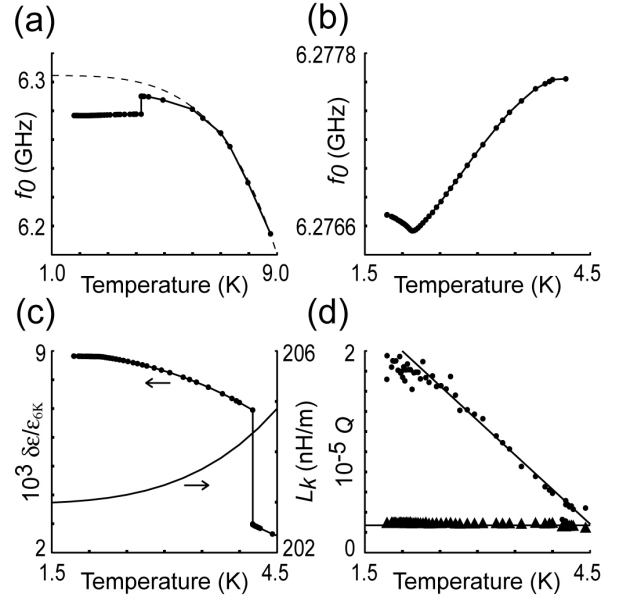 (a)
6.3
f0 (GHz)
6.2
1.0
9.0
Temperature (K)
(b)
6.2778
f0 (GHz)
6.2766
1.5
4.5
Temperature (K)
(c)
9
10³ δε/ε6K
2
206
Lk (nH/m)
202
1.5
4.5
Temperature (K)
(d)
2
10⁻⁵ Q
0
1.5
4.5
Temperature (K)